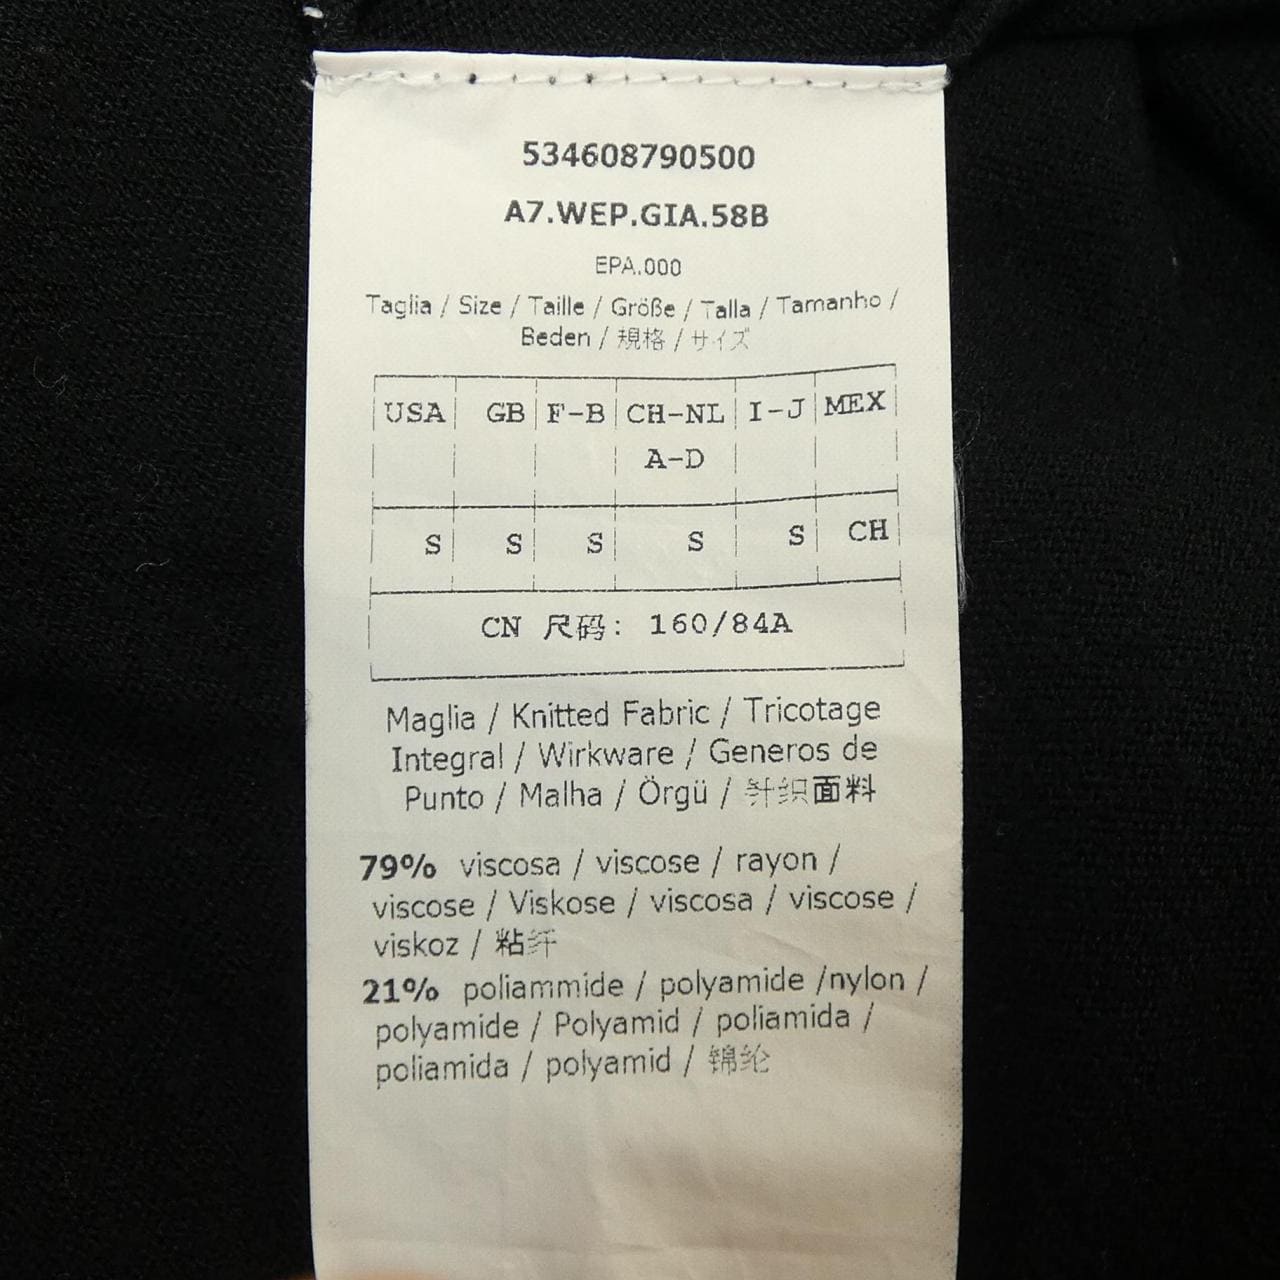 534608790500
A7.WEP.GIA.58B
EPA.000
Taglia / Size / Taille / Größe / Talla / Tamanho /
Beden / 規格 / サイズ
USA GB F-B CH-NL I-J MEX
A-D
S S S S S CH
CN 尺码: 160/84A
Maglia / Knitted Fabric / Tricotage
Integral / Wirkware / Generos de
Punto / Malha / Örgü / 针织面料
79% viscosa / viscose / rayon /
viscose / Viskose / viscosa / viscose /
viskoz / 粘纤
21% poliammide / polyamide /nylon /
polyamide / Polyamid / poliamida /
poliamida / polyamid / 锦纶